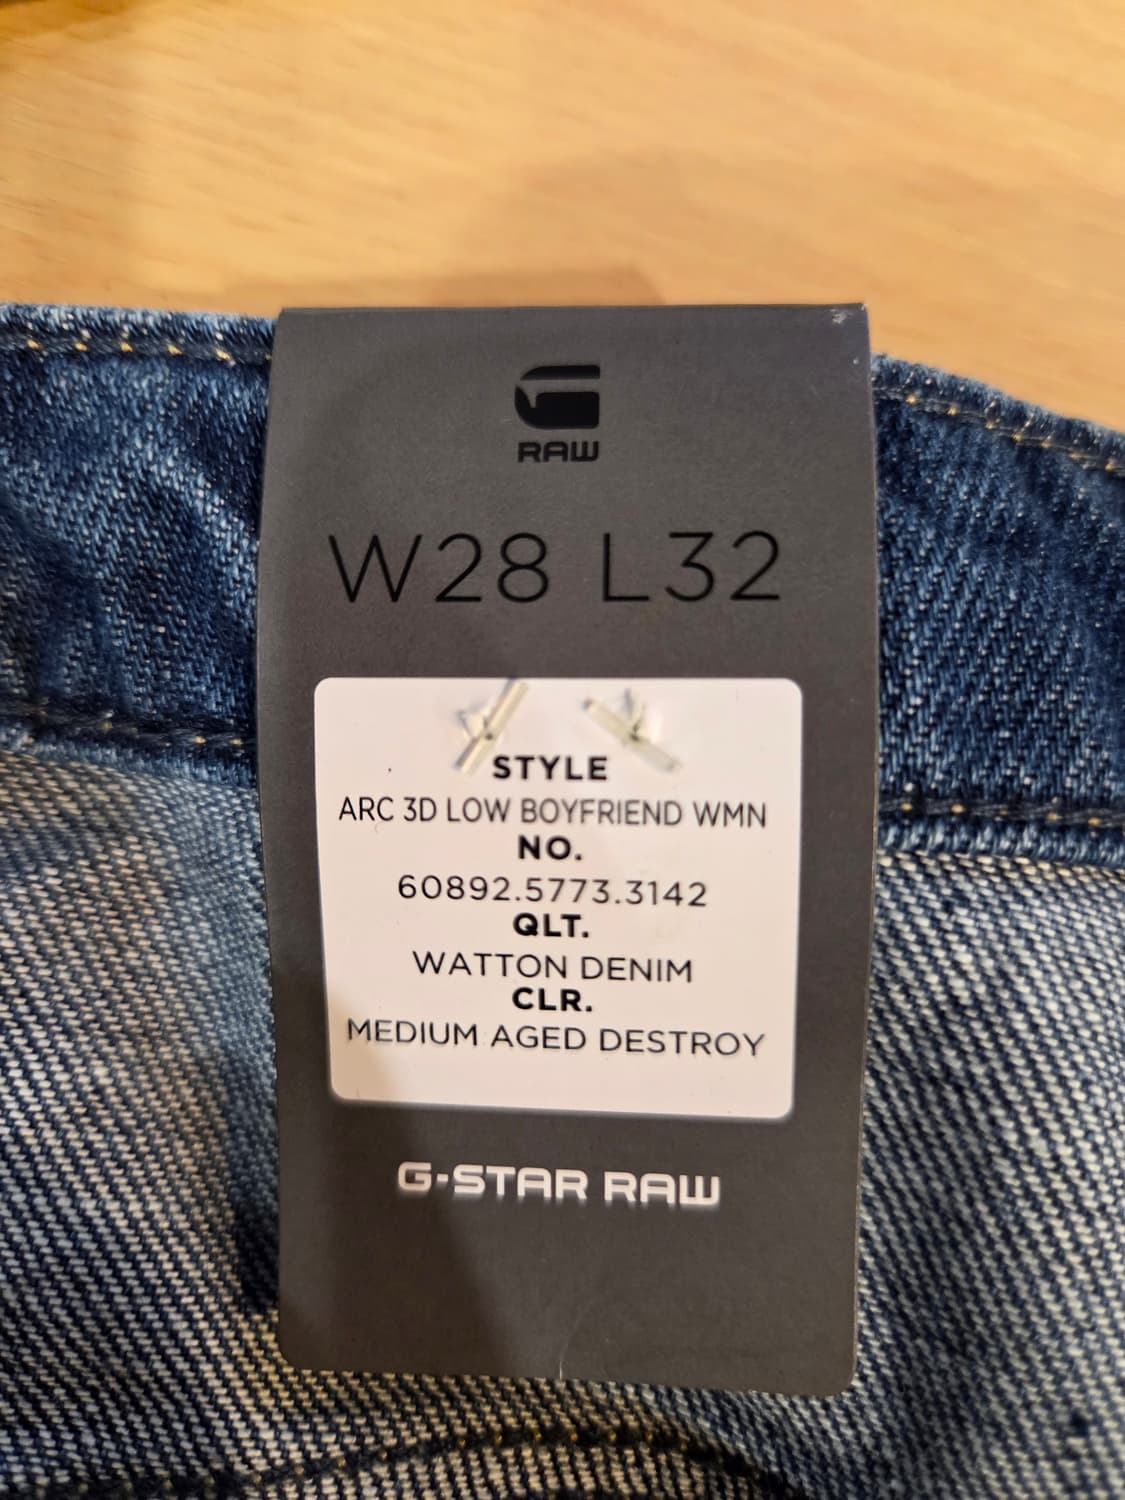 RAW
W28 L32
STYLE
ARC 3D LOW BOYFRIEND WMN
NO.
60892.5773.3142
QLT.
WATTON DENIM
CLR.
MEDIUM AGED DESTROY
G-STAR RAW